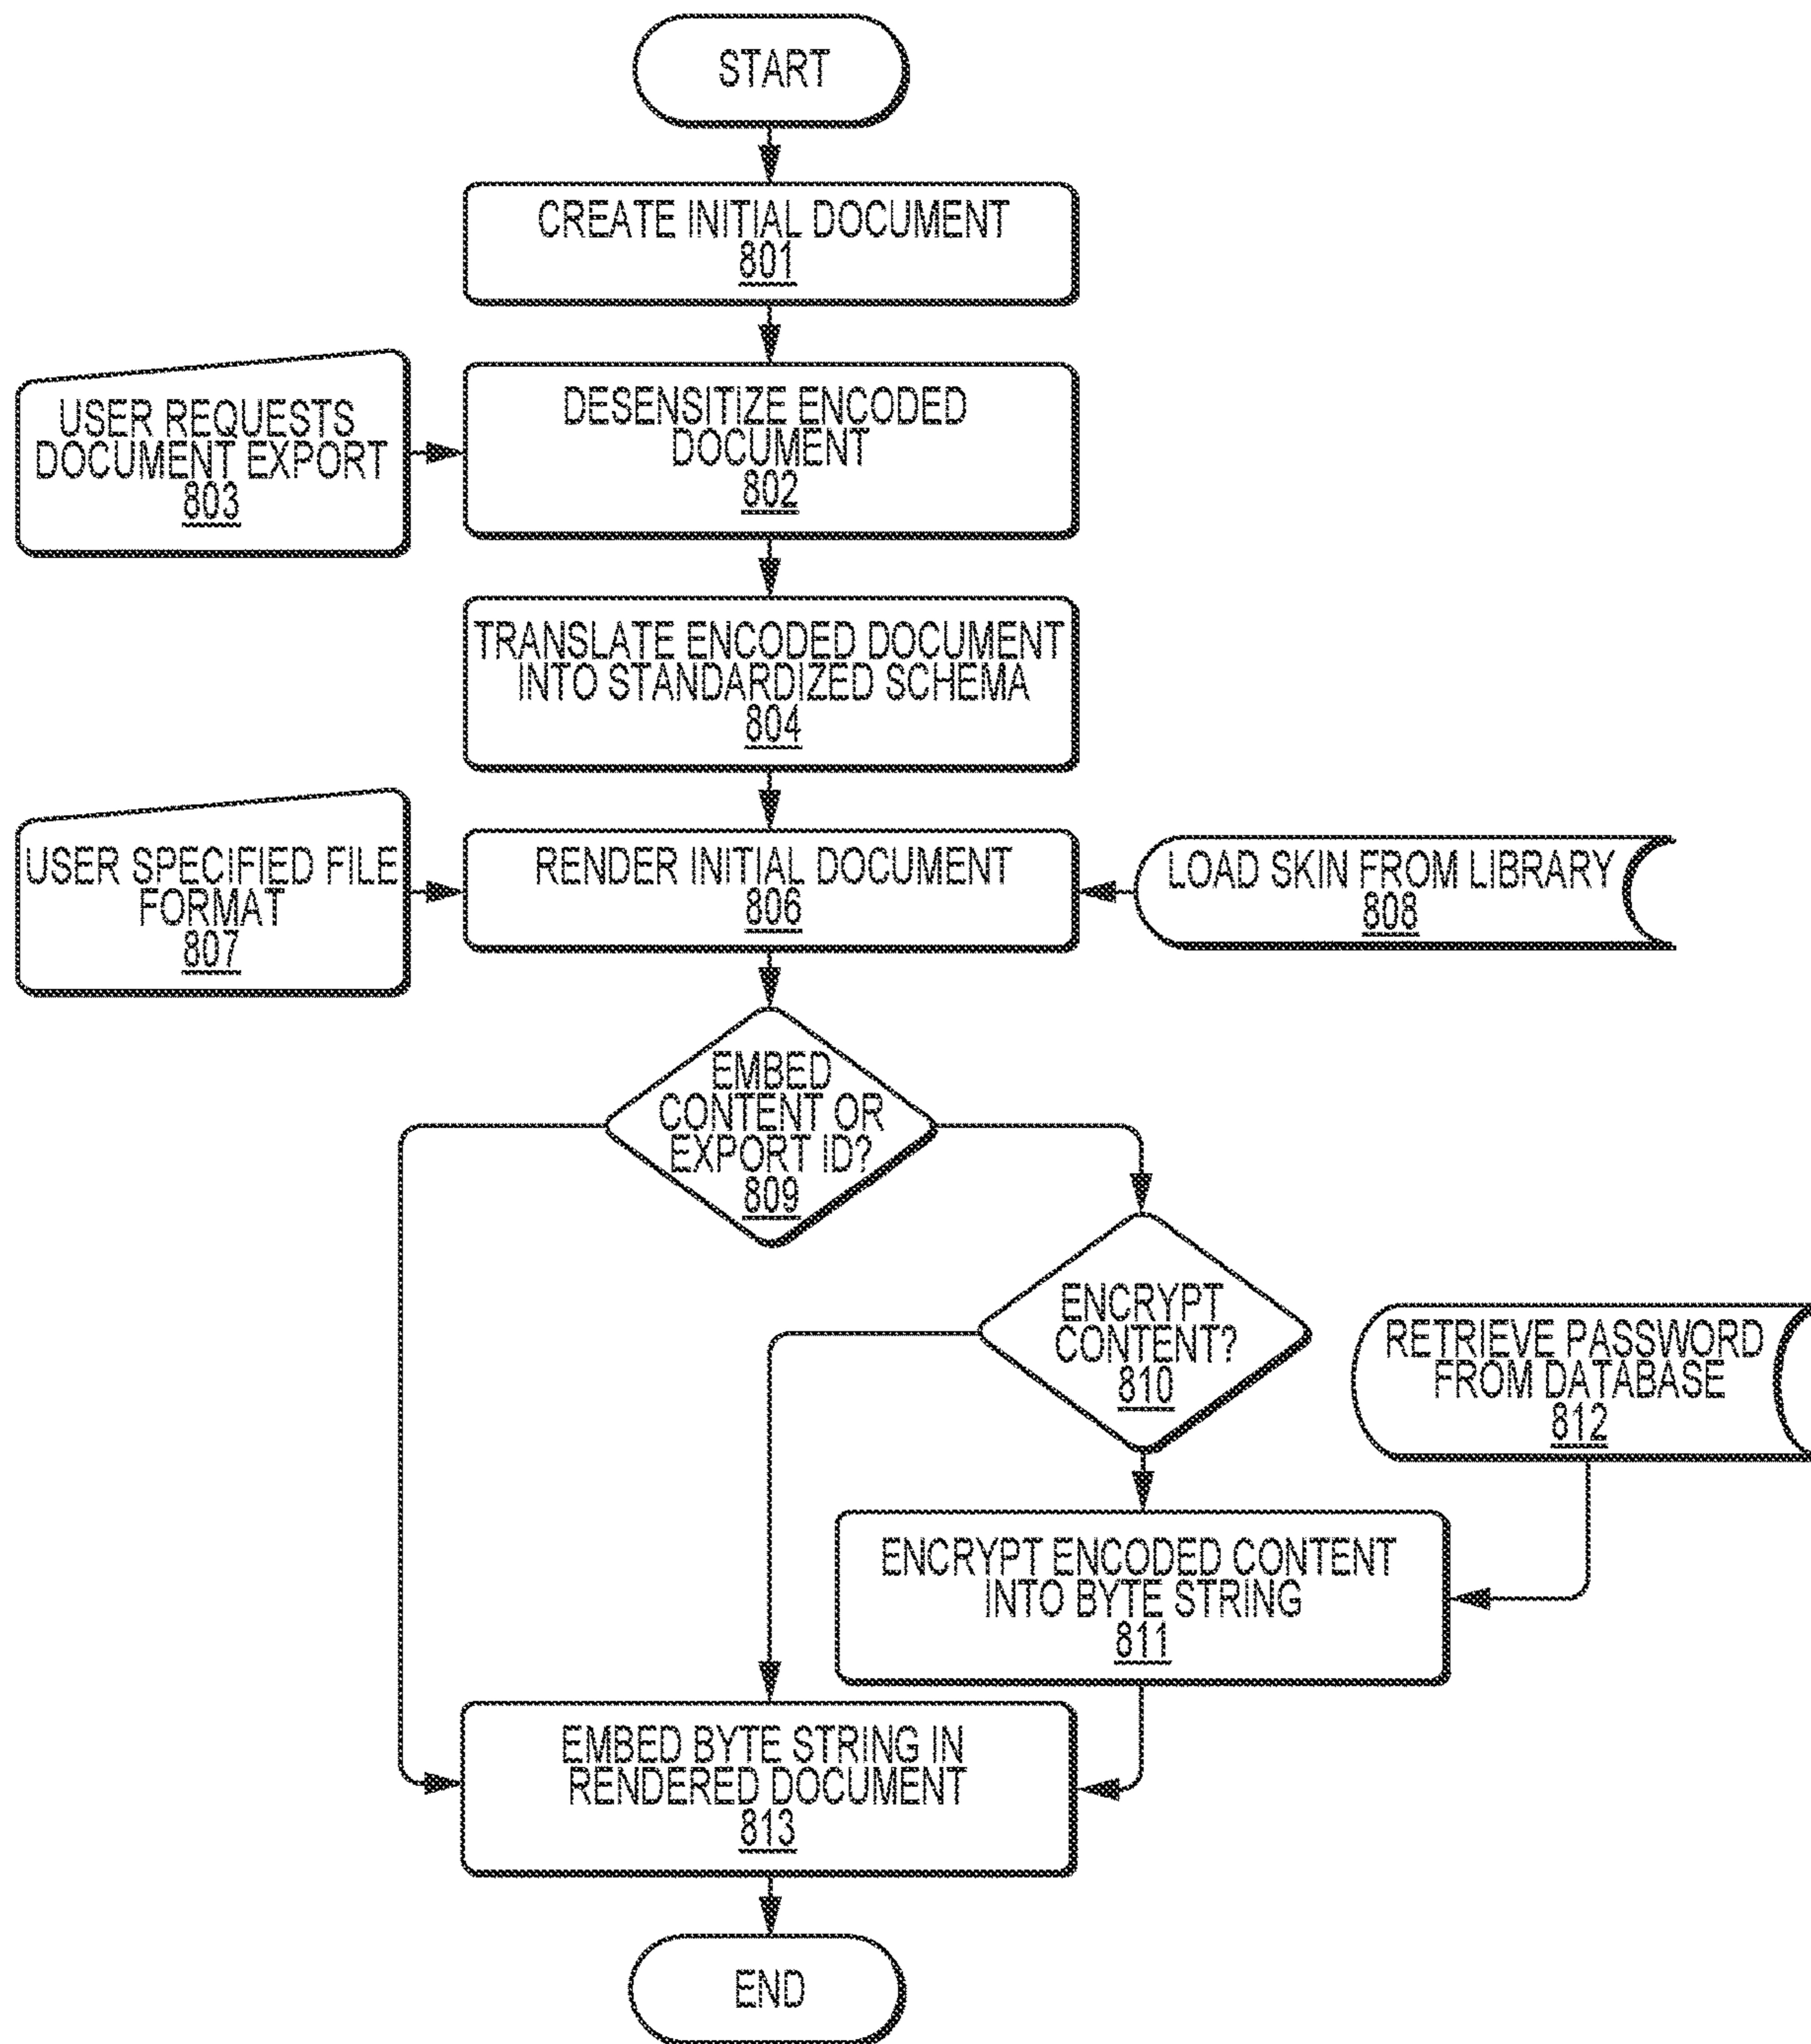 START
CREATE INITIAL DOCUMENT
801
USER REQUESTS
DOCUMENT EXPORT
803
DESENSITIZE ENCODED
DOCUMENT
802
TRANSLATE ENCODED DOCUMENT
INTO STANDARDIZED SCHEMA
804
USER SPECIFIED FILE
FORMAT
807
RENDER INITIAL DOCUMENT
806
LOAD SKIN FROM LIBRARY
808
EMBED
CONTENT OR
EXPORT ID?
809
ENCRYPT
CONTENT?
810
RETRIEVE PASSWORD
FROM DATABASE
812
ENCRYPT ENCODED CONTENT
INTO BYTE STRING
811
EMBED BYTE STRING IN
RENDERED DOCUMENT
813
END